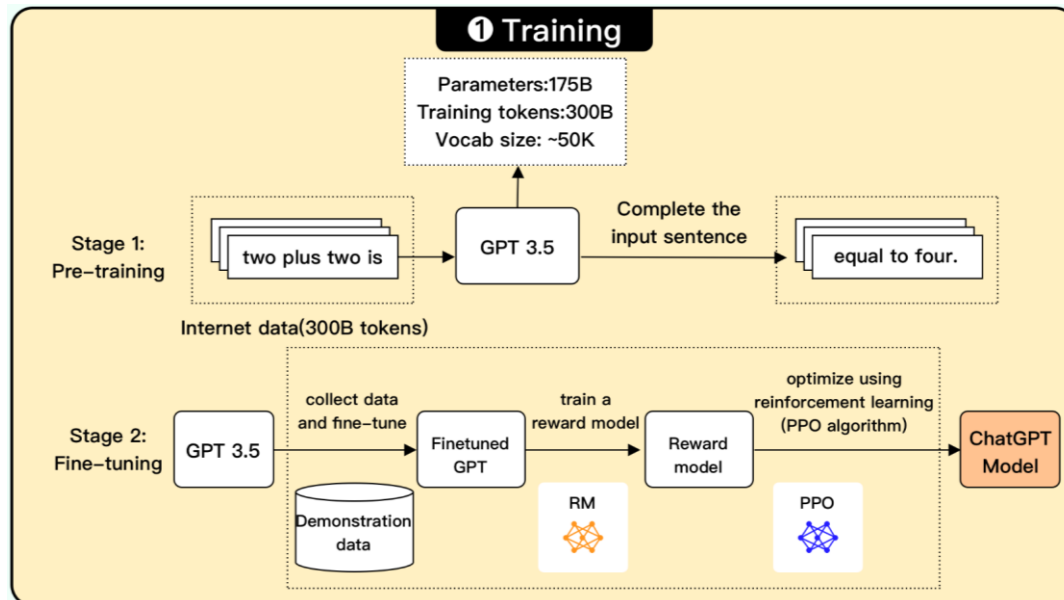 ❶ Training
Parameters:175B
Training tokens:300B
Vocab size: ~50K
Stage 1:
Pre-training
two plus two is
GPT 3.5
Complete the
input sentence
equal to four.
Internet data(300B tokens)
Stage 2:
Fine-tuning
GPT 3.5
collect data
and fine-tune
Demonstration
data
Finetuned
GPT
train a
reward model
RM
Reward
model
optimize using
reinforcement learning
(PPO algorithm)
PPO
ChatGPT
Model